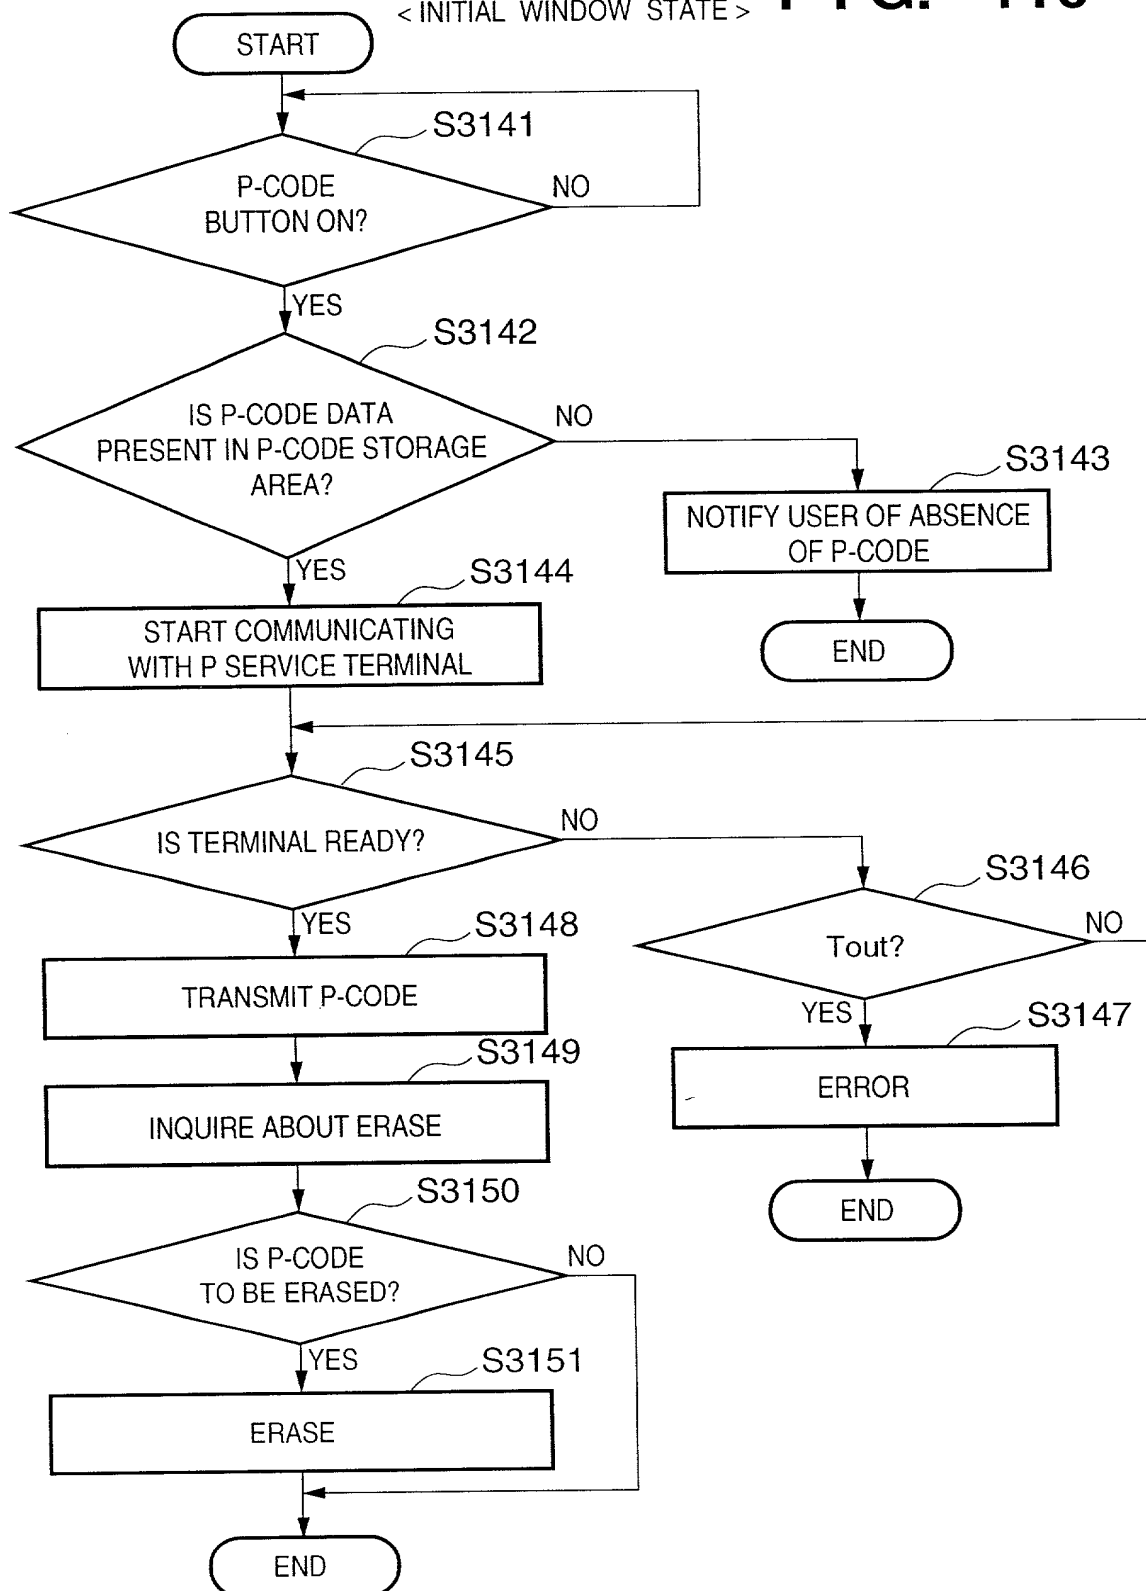 < INITIAL WINDOW STATE >
START
S3141
P-CODE
BUTTON ON?
NO
YES
S3142
IS P-CODE DATA
PRESENT IN P-CODE STORAGE
AREA?
NO
S3143
NOTIFY USER OF ABSENCE
OF P-CODE
END
YES
S3144
START COMMUNICATING
WITH P SERVICE TERMINAL
S3145
IS TERMINAL READY?
NO
S3146
Tout?
NO
YES
S3147
ERROR
END
YES
S3148
TRANSMIT P-CODE
S3149
INQUIRE ABOUT ERASE
S3150
IS P-CODE
TO BE ERASED?
NO
YES
S3151
ERASE
END